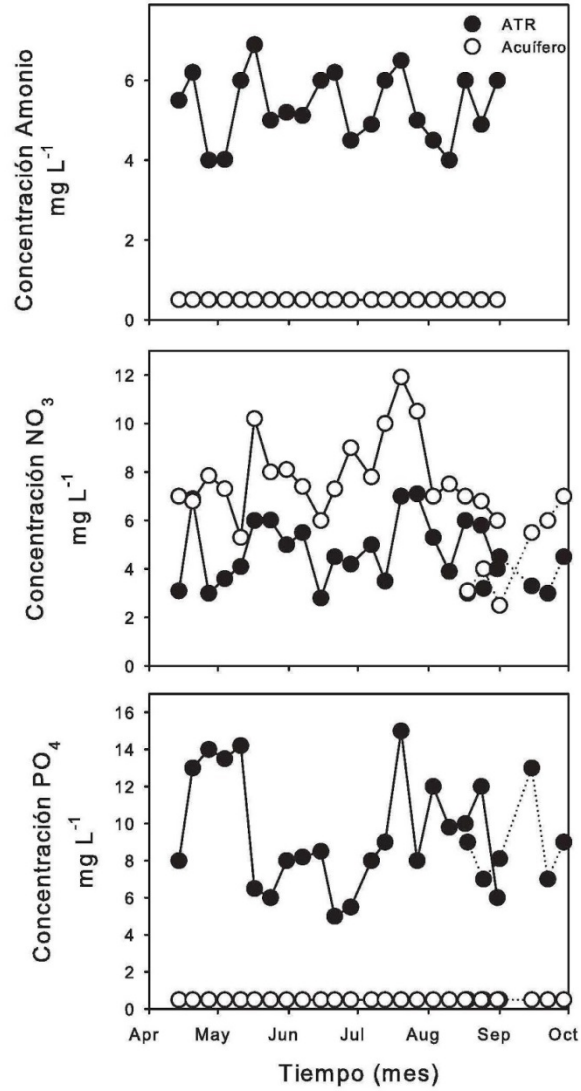 ATR
Acuífero
Concentración Amonio
mg L⁻¹
6
4
2
0
Concentración NO₃
mg L⁻¹
12
10
8
6
4
2
0
Concentración PO₄
mg L⁻¹
16
14
12
10
8
6
4
2
0
Apr May Jun Jul Aug Sep Oct
Tiempo (mes)